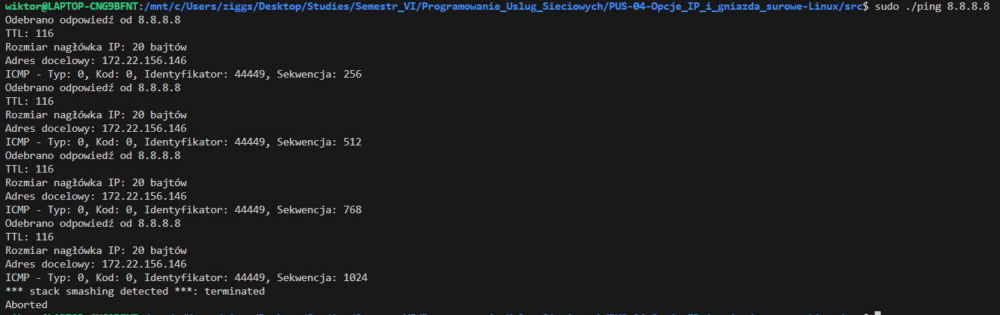 wiktor@LAPTOP-CNG9BFNT:/mnt/c/Users/ziggs/Desktop/Studies/Semestr_VI/Programowanie_Uslug_Sieciowych/PUS-04-Opcje_IP_i_gniazda_surowe-Linux/src$ sudo ./ping 8.8.8.8
Odebrano odpowiedź od 8.8.8.8
TTL: 116
Rozmiar nagłówka IP: 20 bajtów
Adres docelowy: 172.22.156.146
ICMP - Typ: 0, Kod: 0, Identyfikator: 44449, Sekwencja: 256
Odebrano odpowiedź od 8.8.8.8
TTL: 116
Rozmiar nagłówka IP: 20 bajtów
Adres docelowy: 172.22.156.146
ICMP - Typ: 0, Kod: 0, Identyfikator: 44449, Sekwencja: 512
Odebrano odpowiedź od 8.8.8.8
TTL: 116
Rozmiar nagłówka IP: 20 bajtów
Adres docelowy: 172.22.156.146
ICMP - Typ: 0, Kod: 0, Identyfikator: 44449, Sekwencja: 768
Odebrano odpowiedź od 8.8.8.8
TTL: 116
Rozmiar nagłówka IP: 20 bajtów
Adres docelowy: 172.22.156.146
ICMP - Typ: 0, Kod: 0, Identyfikator: 44449, Sekwencja: 1024
*** stack smashing detected ***: terminated
Aborted